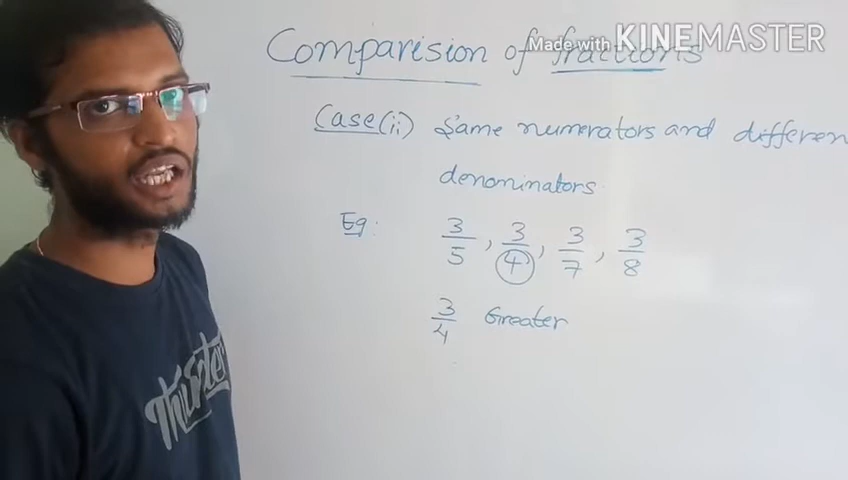 Comparision of fractions
Made with KINEMASTER
Case(ii) Same numerators and differen
denominators
Eg: 3/5, 3/4, 3/7, 3/8
3/4 Greater
Thunder